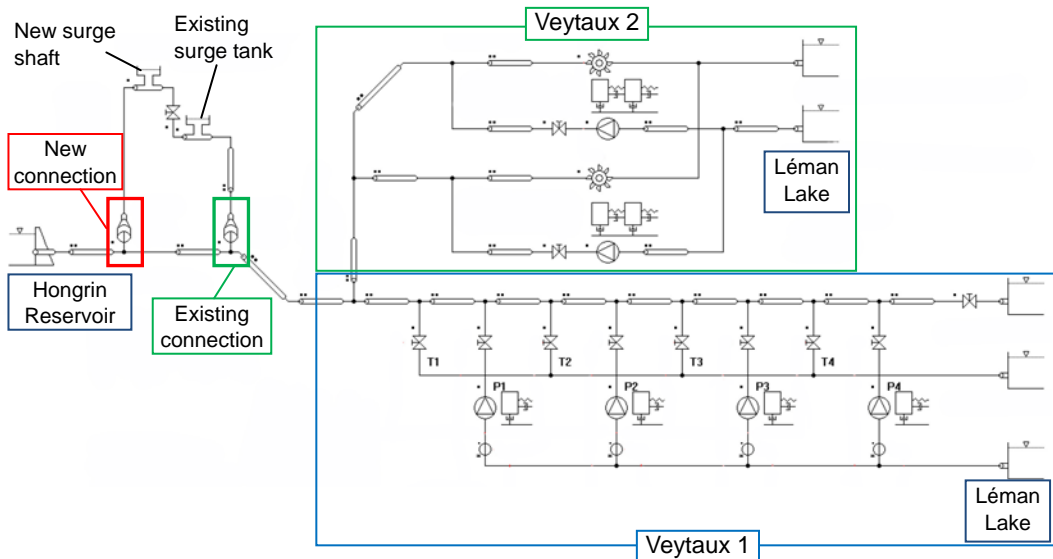 New surge
shaft
Existing
surge tank
Veytaux 2
New
connection
Léman
Lake
Hongrin
Reservoir
Existing
connection
T1
T2
T3
T4
P1
P2
P3
P4
Léman
Lake
Veytaux 1